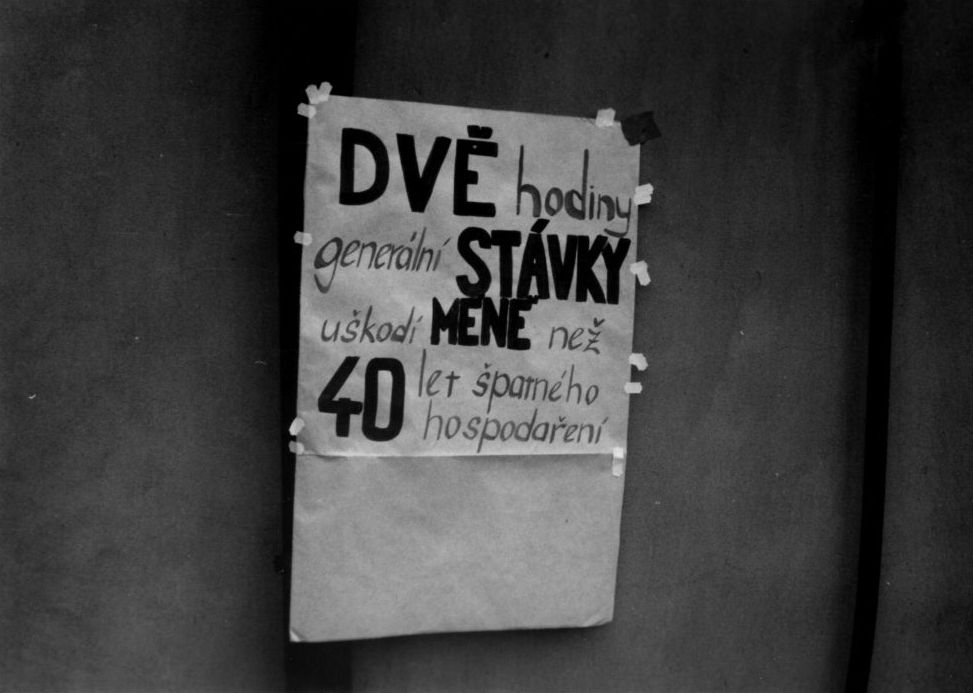 DVĚ hodiny
generální STÁVKY
uškodí MÉNĚ než
40 let špatného
hospodaření